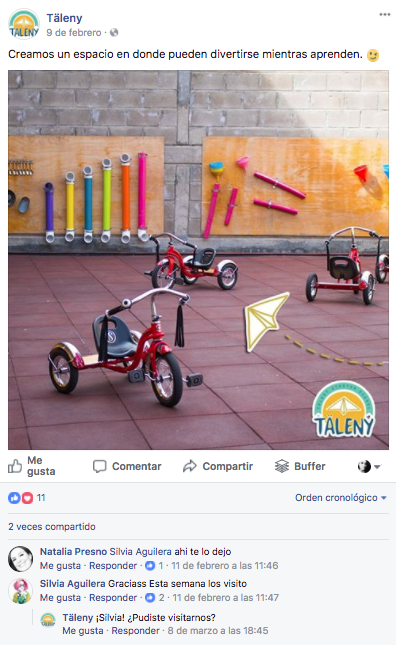 Täleny
9 de febrero ·
Creamos un espacio en donde pueden divertirse mientras aprenden.
TALENY
Me gusta
Comentar
Compartir
Buffer
11
Orden cronológico
2 veces compartido
Natalia Presno Silvia Aguilera ahi te lo dejo
Me gusta · Responder · 1 · 11 de febrero a las 11:46
Silvia Aguilera Graciass Esta semana los visito
Me gusta · Responder · 2 · 11 de febrero a las 11:47
Täleny ¡Silvia! ¿Pudiste visitarnos?
Me gusta · Responder · 8 de marzo a las 18:45